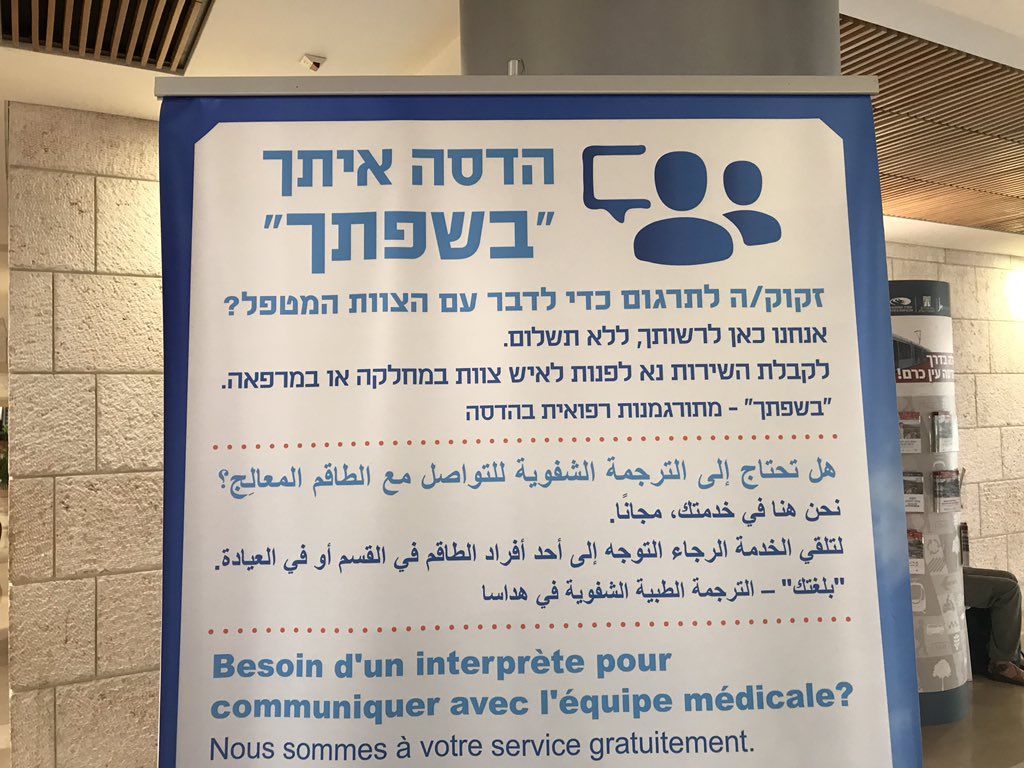 הדסה איתך
"בשפתך"
זקוק/ה לתרגום כדי לדבר עם הצוות המטפל?
אנחנו כאן לרשותך, ללא תשלום.
לקבלת השירות נא לפנות לאיש צוות במחלקה או במרפאה.
"בשפתך" - מתורגמנות רפואית בהדסה
هل تحتاج إلى الترجمة الشفوية للتواصل مع الطاقم المعالِج؟
نحن هنا في خدمتك، مجانًا.
لتلقي الخدمة الرجاء التوجه إلى أحد أفراد الطاقم في القسم أو في العيادة.
"بلغتك" – الترجمة الطبية الشفوية في هداسا
Besoin d'un interprète pour
communiquer avec l'équipe médicale?
Nous sommes à votre service gratuitement.
עין כרם!